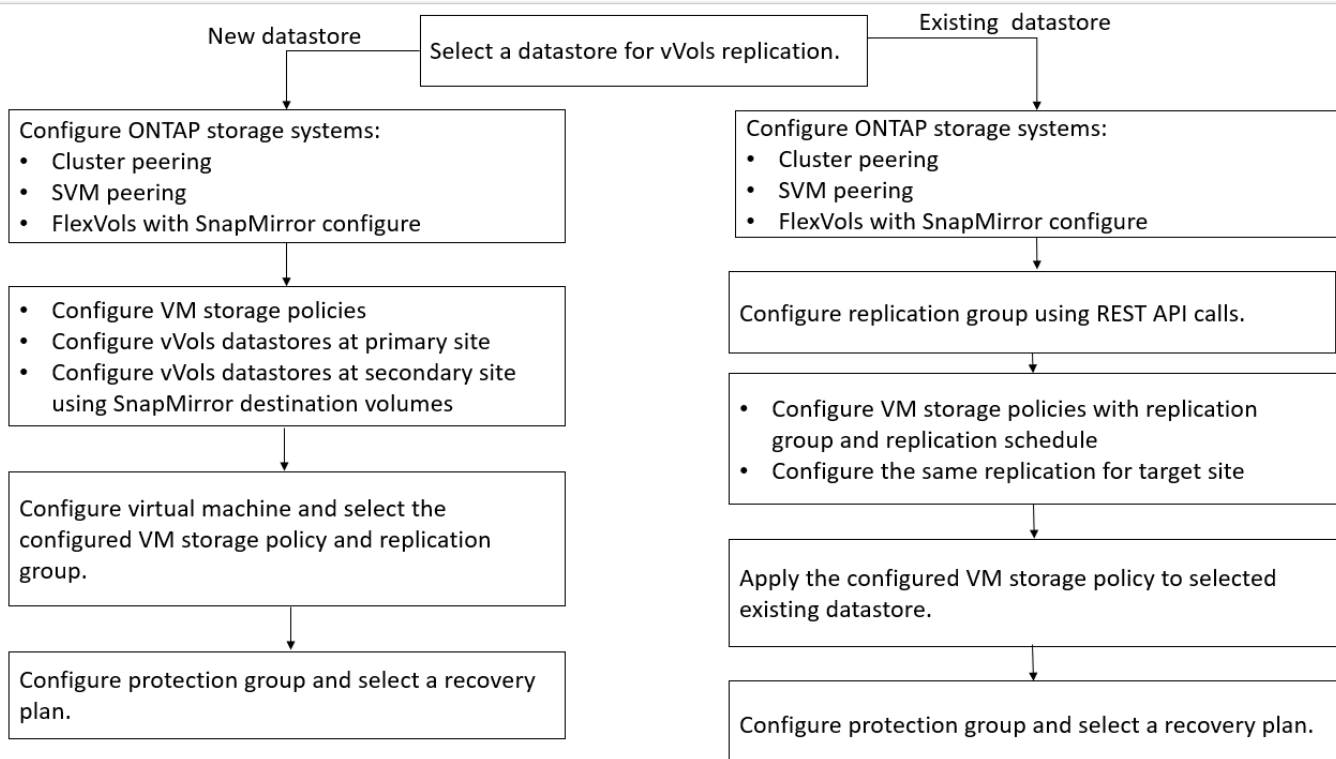 New datastore
Select a datastore for vVols replication.
Existing datastore
Configure ONTAP storage systems:
• Cluster peering
• SVM peering
• FlexVols with SnapMirror configure
• Configure VM storage policies
• Configure vVols datastores at primary site
• Configure vVols datastores at secondary site
using SnapMirror destination volumes
Configure virtual machine and select the
configured VM storage policy and replication
group.
Configure protection group and select a recovery
plan.
Configure ONTAP storage systems:
• Cluster peering
• SVM peering
• FlexVols with SnapMirror configure
Configure replication group using REST API calls.
• Configure VM storage policies with replication
group and replication schedule
• Configure the same replication for target site
Apply the configured VM storage policy to selected
existing datastore.
Configure protection group and select a recovery plan.